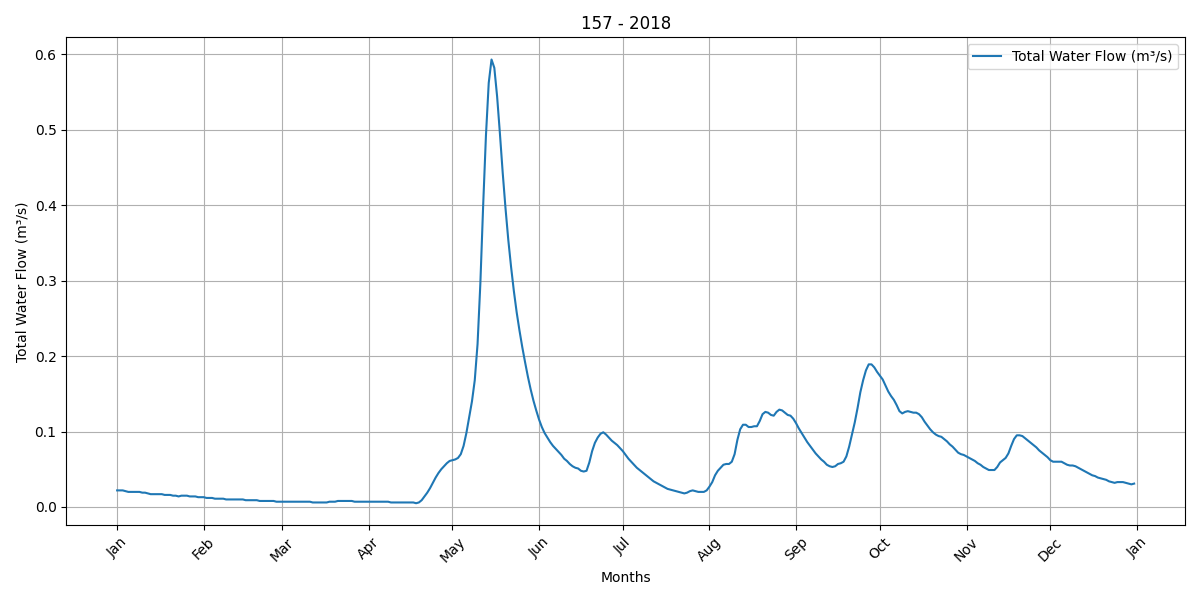 157 - 2018
Total Water Flow (m³/s)
0.6
0.5
0.4
0.3
0.2
0.1
0.0
Total Water Flow (m³/s)
Jan
Feb
Mar
Apr
May
Jun
Jul
Aug
Sep
Oct
Nov
Dec
Jan
Months